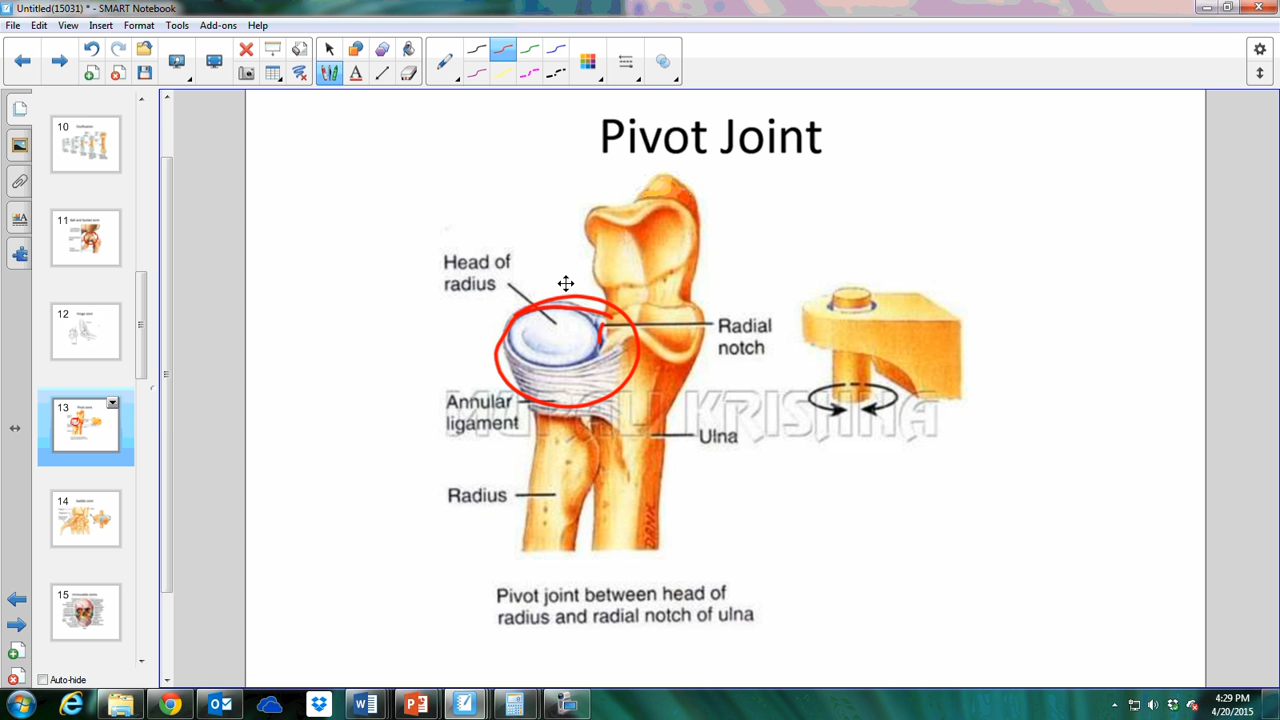 Untitled(15031) * - SMART Notebook
File Edit View Insert Format Tools Add-ons Help
10
11
12
13
14
15
Auto-hide
Pivot Joint
Head of
radius
Radial
notch
Annular
ligament
MURALI KRISHNA
Ulna
Radius
Pivot joint between head of
radius and radial notch of ulna
4:29 PM
4/20/2015